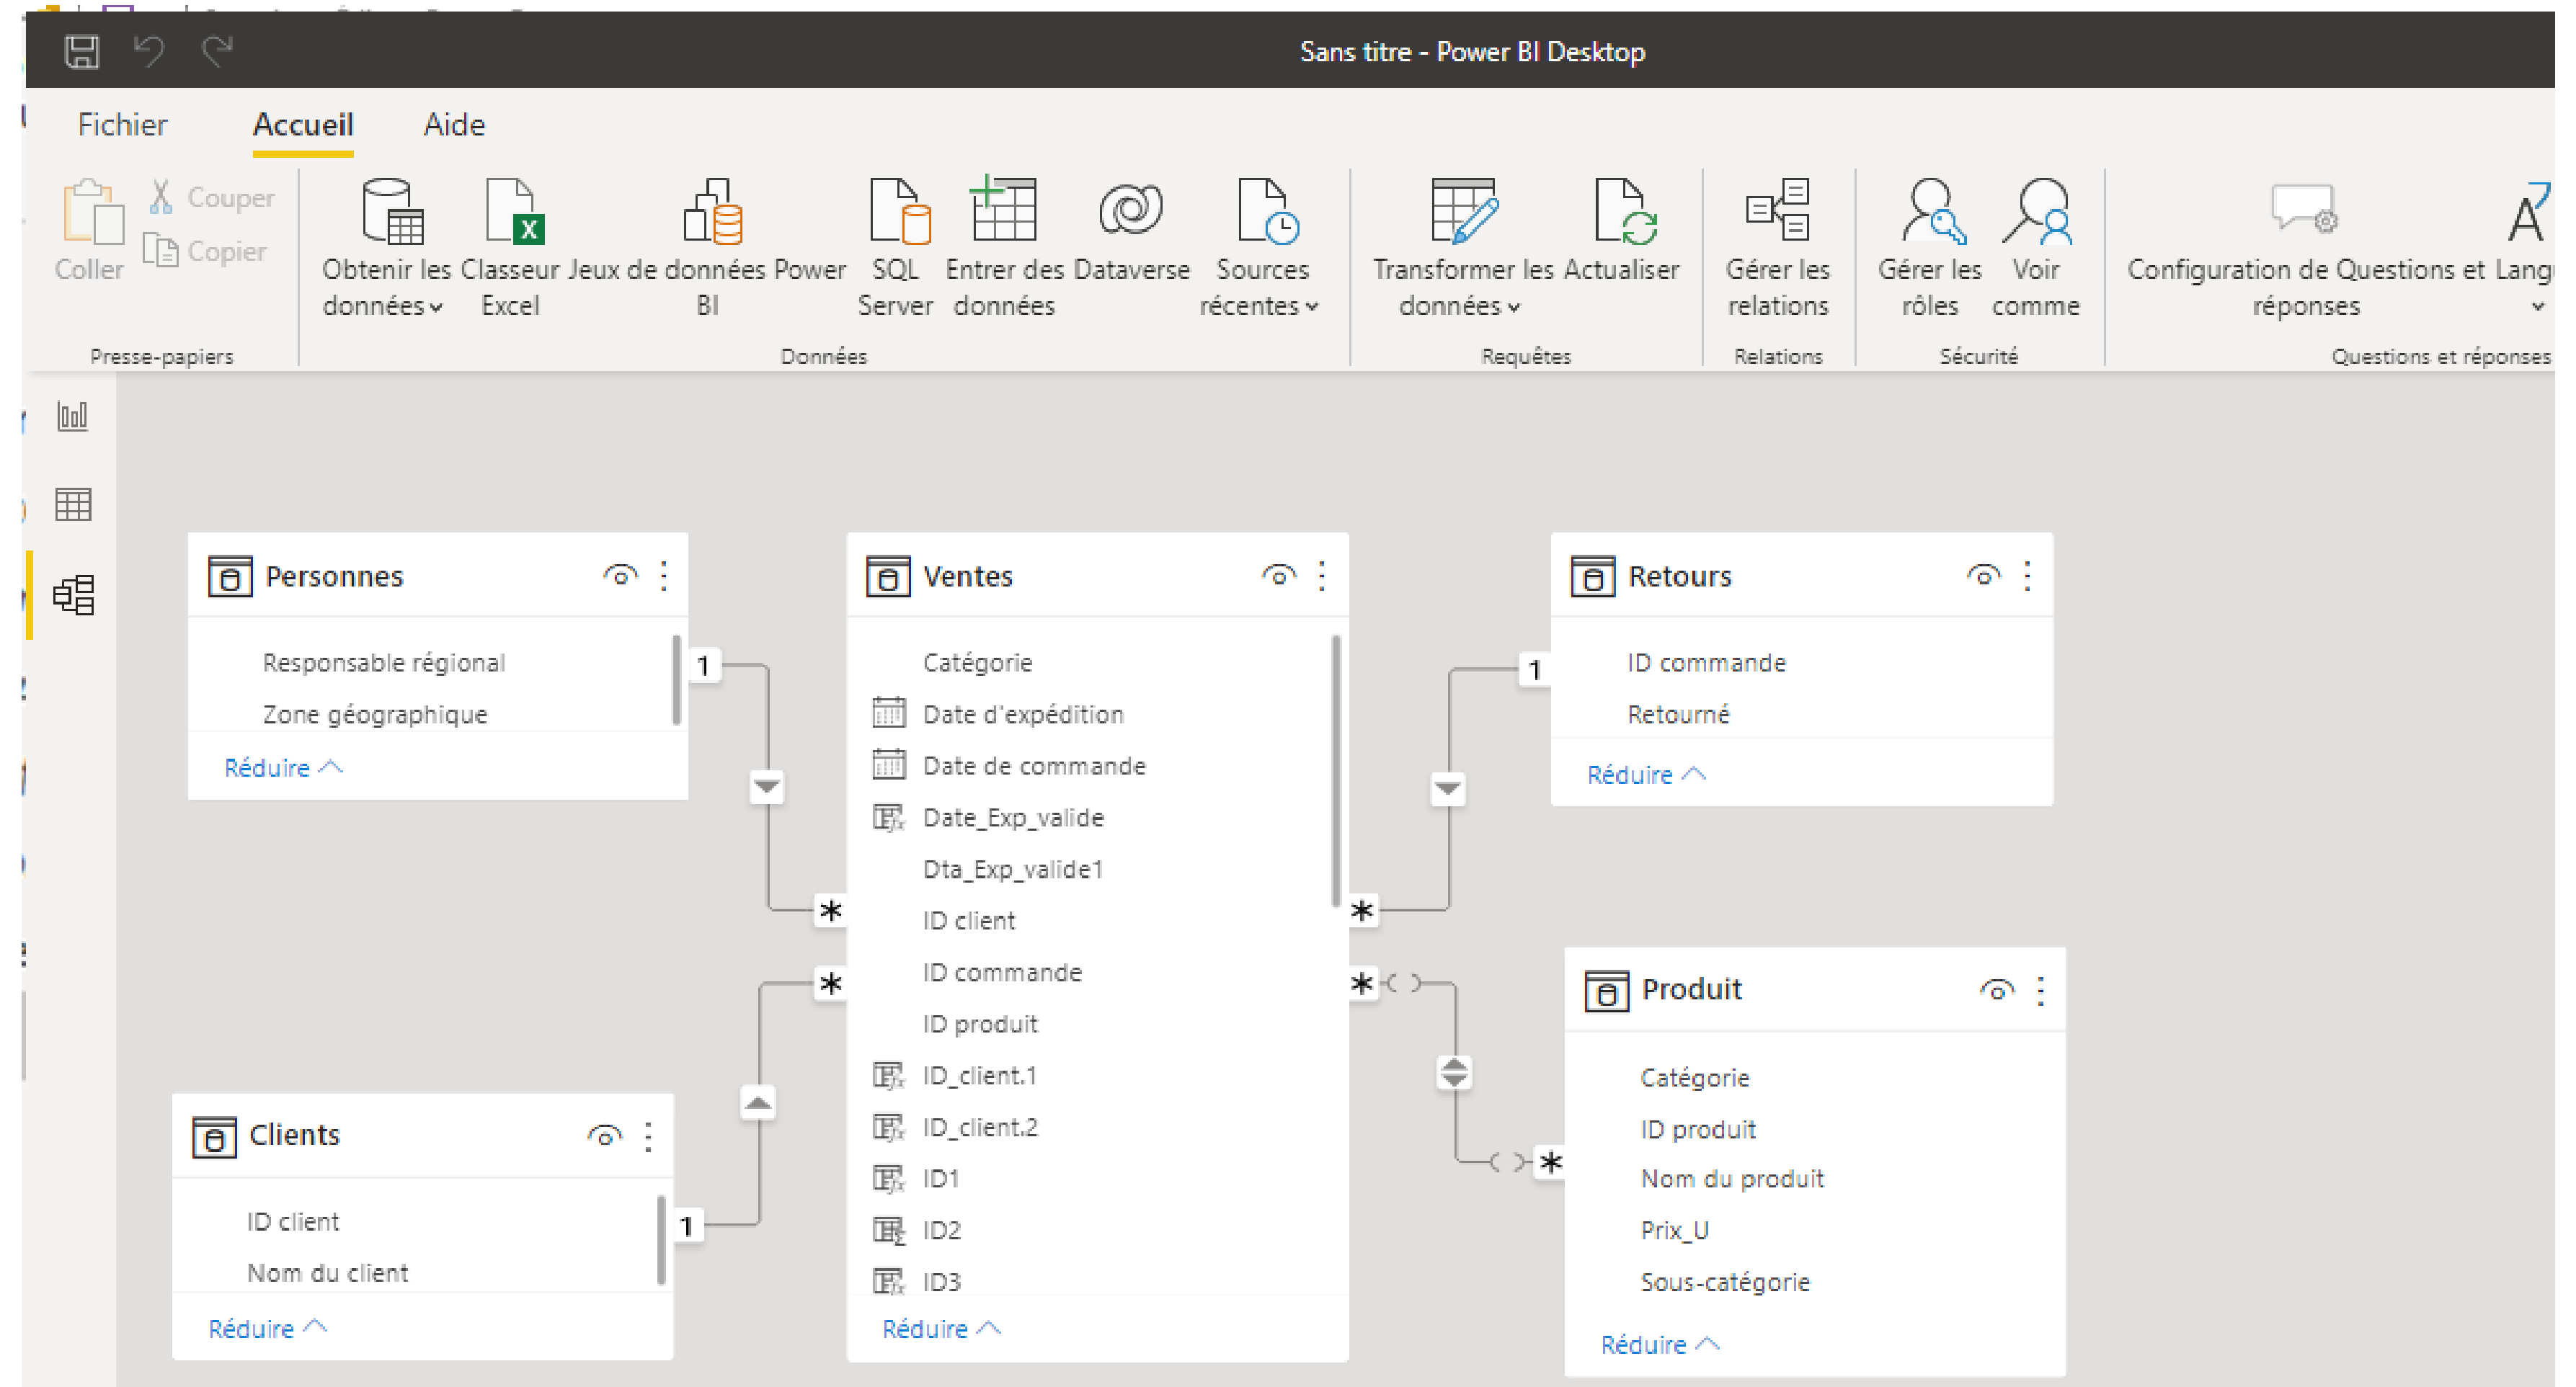 Sans titre - Power BI Desktop
Fichier Accueil Aide
Coller
Couper
Copier
Presse-papiers
Obtenir les données
Classeur Excel
Jeux de données Power BI
SQL Server
Entrer des données
Dataverse
Sources récentes
Données
Transformer les données
Actualiser
Requêtes
Gérer les relations
Relations
Gérer les rôles
Voir comme
Sécurité
Configuration de Questions et réponses
Lang
Questions et réponses
Personnes
Responsable régional
Zone géographique
Réduire
1
*
Ventes
Catégorie
Date d'expédition
Date de commande
Date_Exp_valide
Dta_Exp_valide1
ID client
ID commande
ID produit
ID_client.1
ID_client.2
ID1
ID2
ID3
Réduire
Retours
ID commande
Retourné
Réduire
1
*
Clients
ID client
Nom du client
Réduire
1
*
Produit
Catégorie
ID produit
Nom du produit
Prix_U
Sous-catégorie
Réduire
*
*